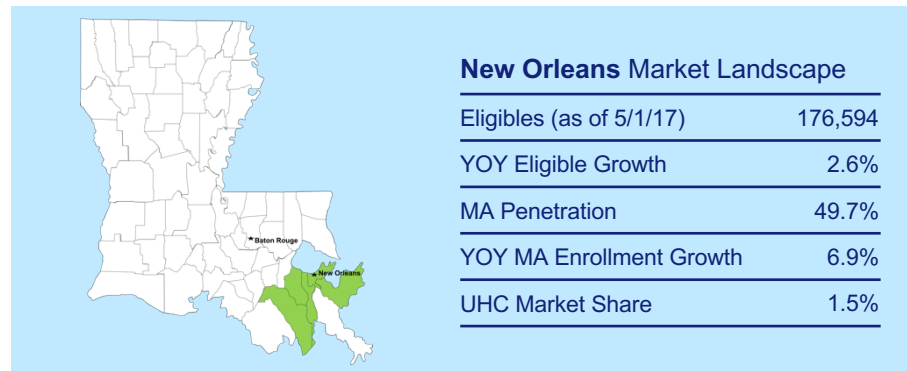 New Orleans Market Landscape
Eligibles (as of 5/1/17) 176,594
YOY Eligible Growth 2.6%
MA Penetration 49.7%
YOY MA Enrollment Growth 6.9%
UHC Market Share 1.5%
Baton Rouge
New Orleans